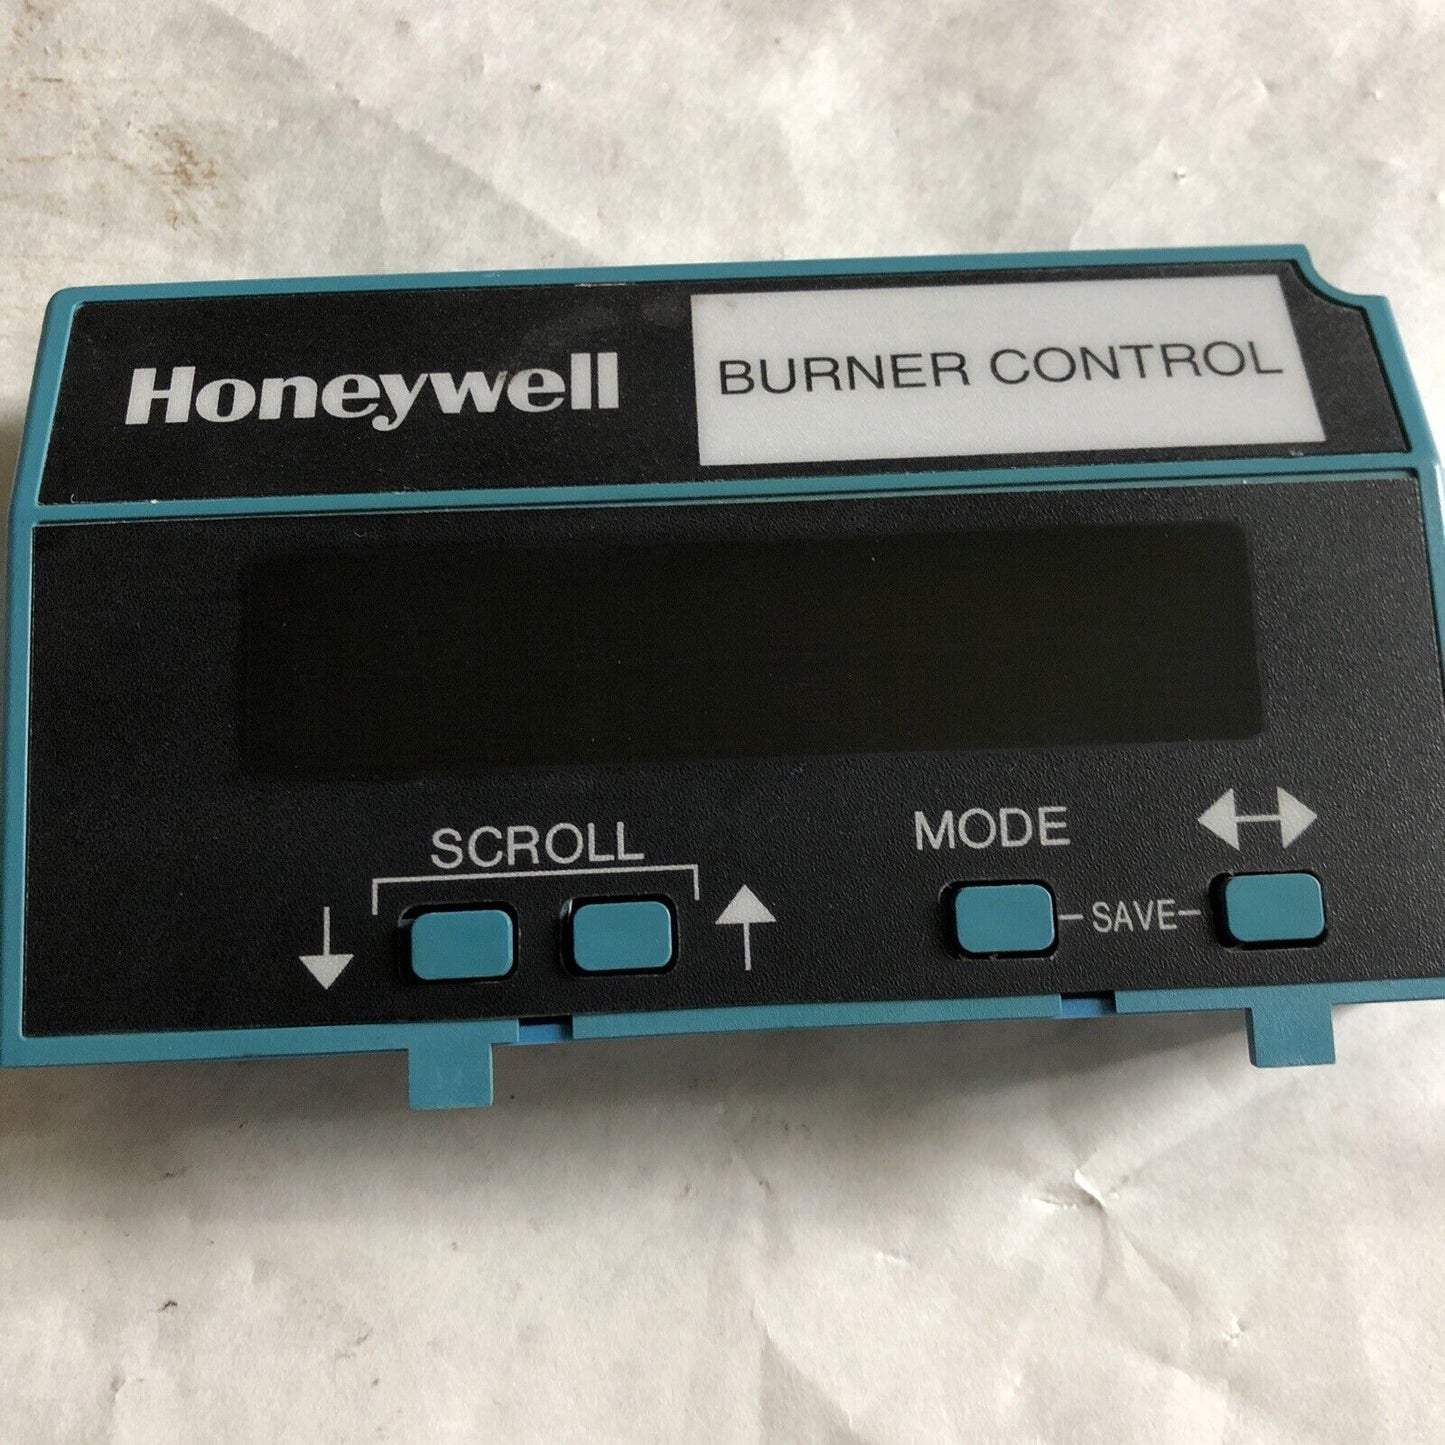 Honeywell
BURNER CONTROL
SCROLL
MODE
SAVE